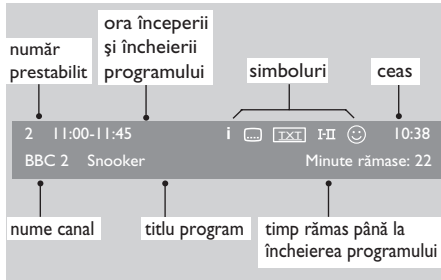 număr
prestabilit
ora începerii
şi încheierii
programului
simboluri
ceas
2 11:00-11:45 i TXT I-II 10:38
BBC 2 Snooker Minute rămase: 22
nume canal
titlu program
timp rămas până la
încheierea programului